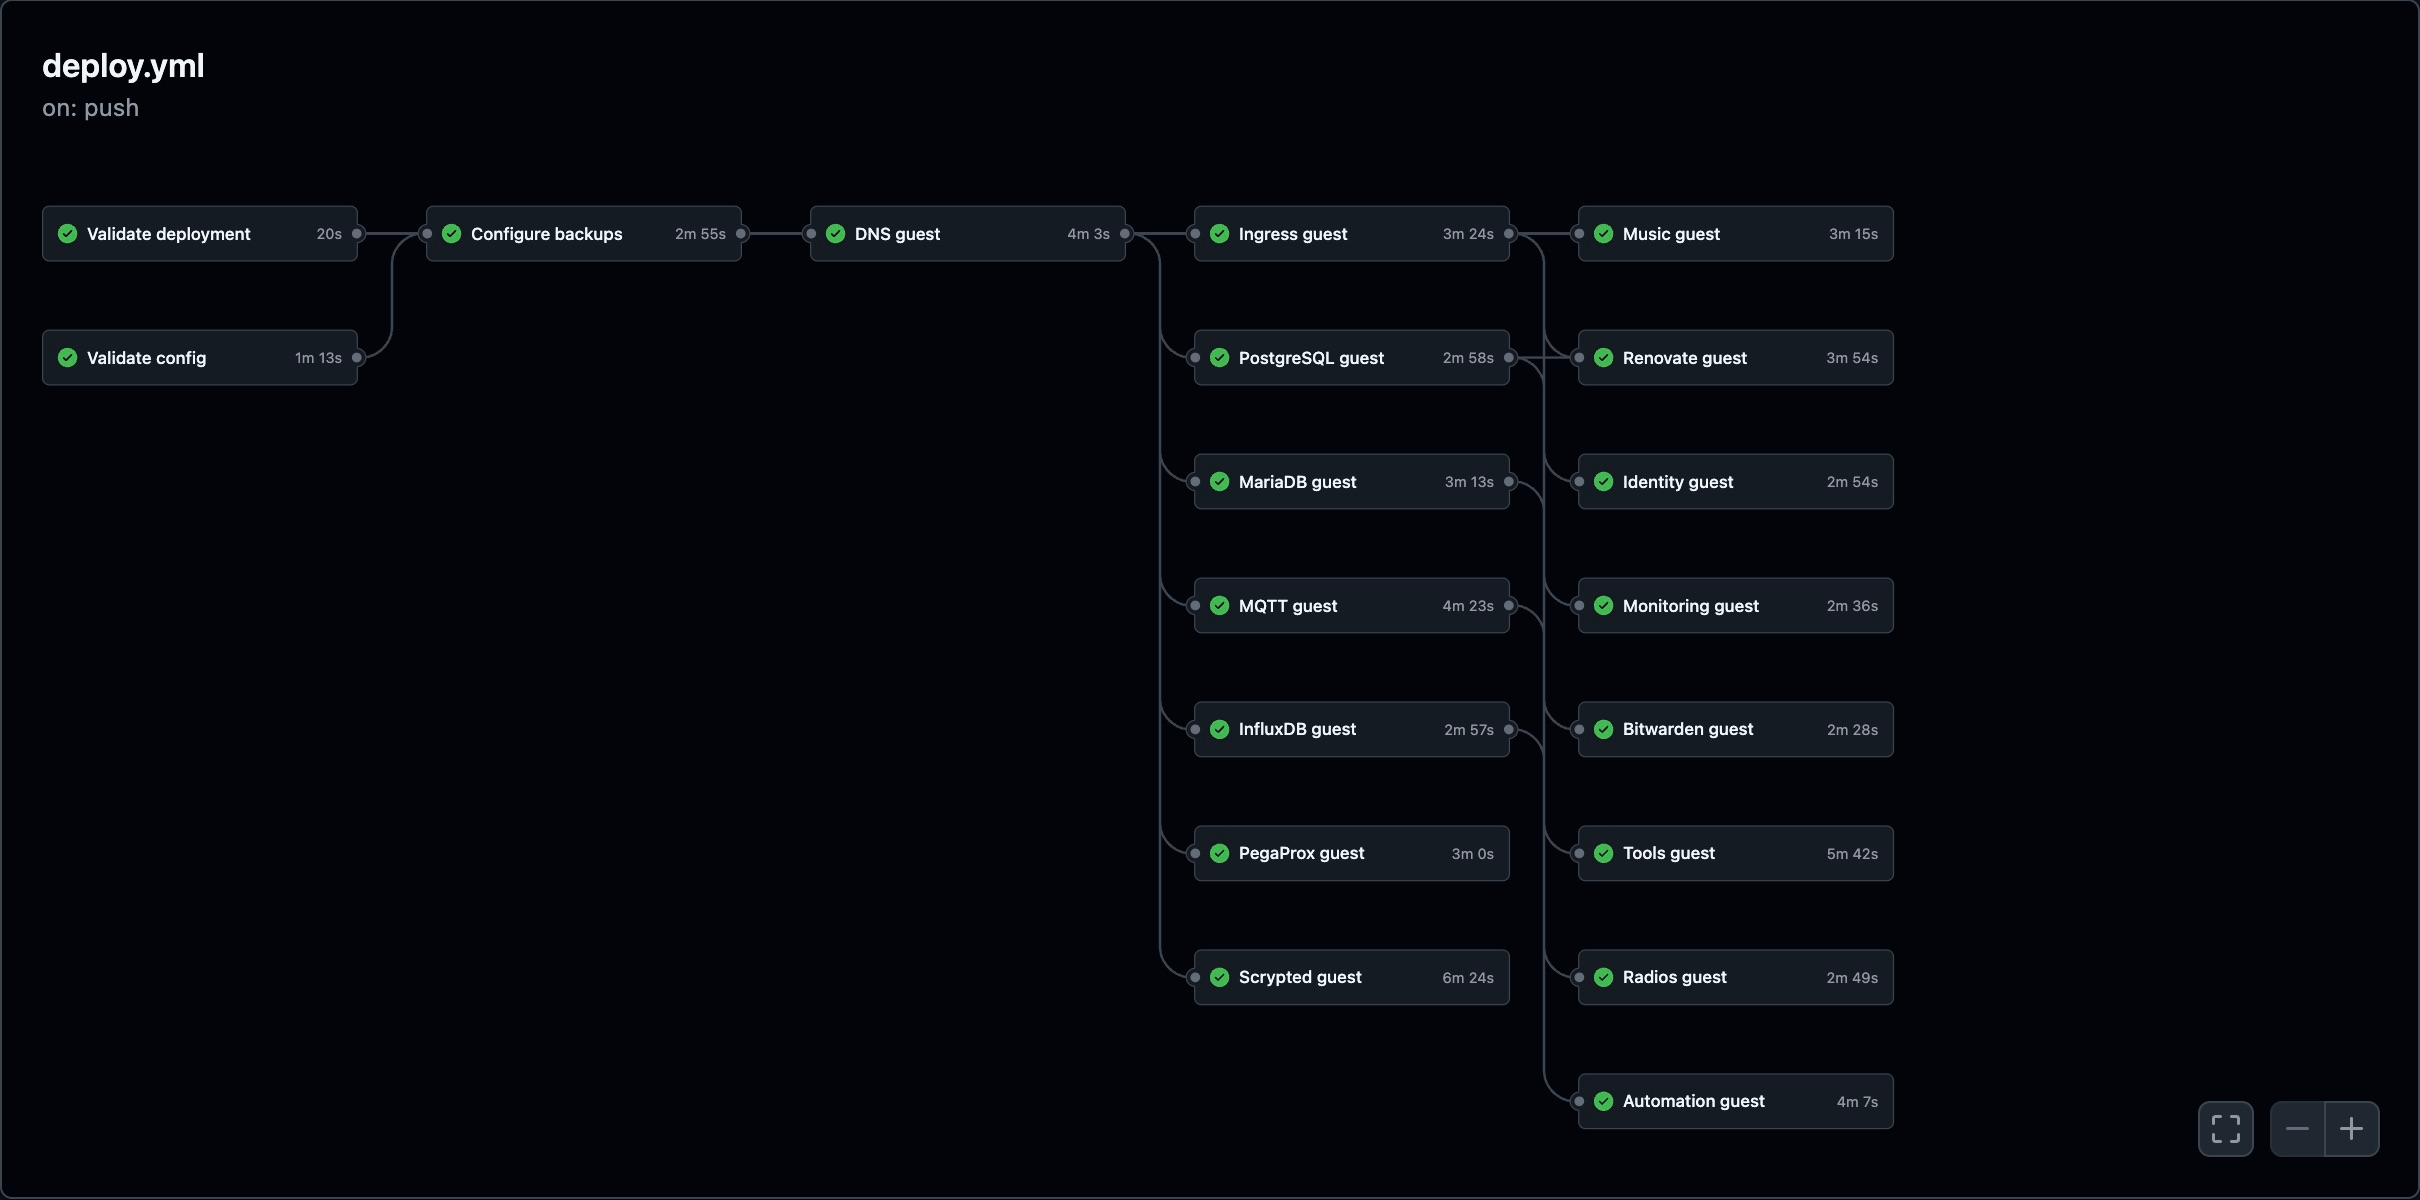 deploy.yml
on: push
Validate deployment 20s
Configure backups 2m 55s
DNS guest 4m 3s
Ingress guest 3m 24s
Music guest 3m 15s
Validate config 1m 13s
PostgreSQL guest 2m 58s
Renovate guest 3m 54s
MariaDB guest 3m 13s
Identity guest 2m 54s
MQTT guest 4m 23s
Monitoring guest 2m 36s
InfluxDB guest 2m 57s
Bitwarden guest 2m 28s
PegaProx guest 3m 0s
Tools guest 5m 42s
Scrypted guest 6m 24s
Radios guest 2m 49s
Automation guest 4m 7s